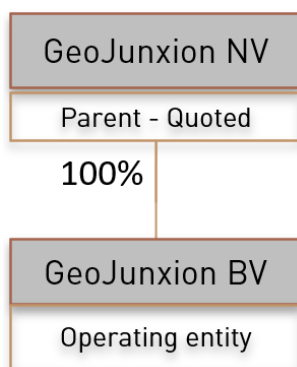 GeoJunxion NV
Parent - Quoted
100%
GeoJunxion BV
Operating entity